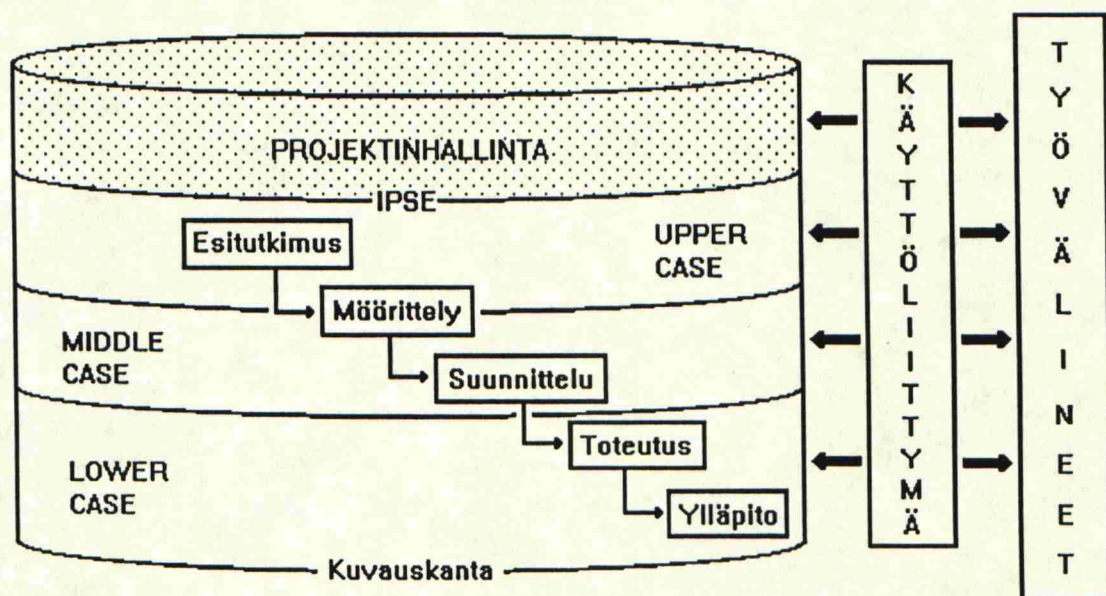 PROJEKTINHALLINTA
IPSE
Esitutkimus
UPPER
CASE
Määrittely
MIDDLE
CASE
Suunnittelu
Toteutus
LOWER
CASE
Ylläpito
Kuvauskanta
KÄYTTÖLIITTYMÄ
TYÖVÄLINEET